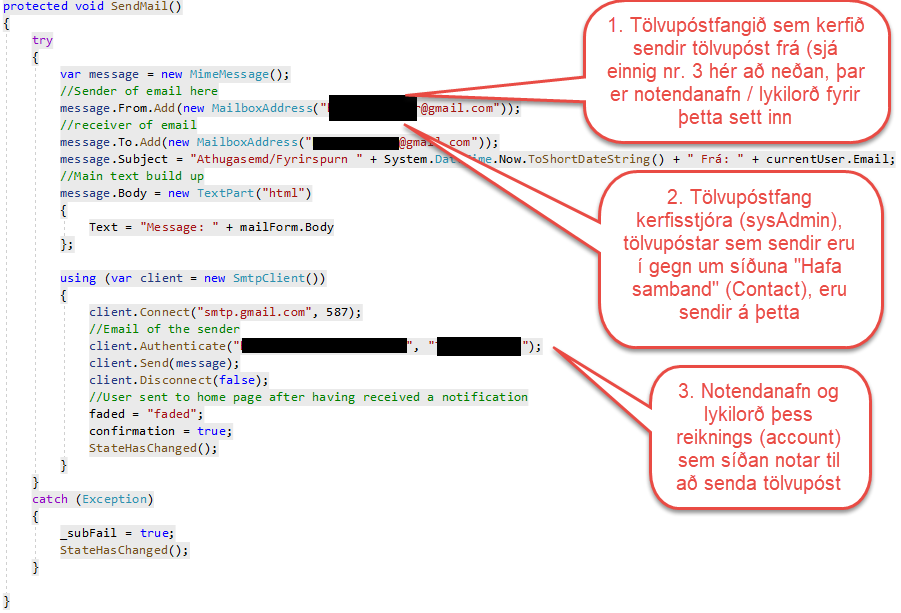 protected void SendMail()
{
try
{
var message = new MimeMessage();
//Sender of email here
message.From.Add(new MailboxAddress("r@gmail.com"));
//receiver of email
message.To.Add(new MailboxAddress("@gmail.com"));
message.Subject = "Athugasemd/Fyrirspurn " + System.DateTime.Now.ToShortDateString() + " Frá: " + currentUser.Email;
//Main text build up
message.Body = new TextPart("html")
{
Text = "Message: " + mailForm.Body
};
using (var client = new SmtpClient())
{
client.Connect("smtp.gmail.com", 587);
//Email of the sender
client.Authenticate("", "");
client.Send(message);
client.Disconnect(false);
//User sent to home page after having received a notification
faded = "faded";
confirmation = true;
StateHasChanged();
}
}
catch (Exception)
{
_subFail = true;
StateHasChanged();
}
}
1. Tölvupóstfangið sem kerfið
sendir tölvupóst frá (sjá
einnig nr. 3 hér að neðan, þar
er notendanafn / lykilorð fyrir
þetta sett inn
2. Tölvupóstfang
kerfisstjóra (sysAdmin),
tölvupóstar sem sendir eru
í gegn um síðuna "Hafa
samband" (Contact), eru
sendir á þetta
3. Notendanafn og
lykilorð þess
reiknings (account)
sem síðan notar til
að senda tölvupóst